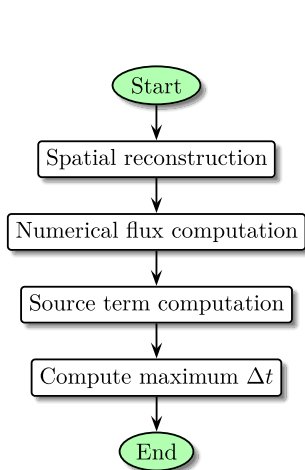 Start
Spatial reconstruction
Numerical flux computation
Source term computation
Compute maximum Δt
End